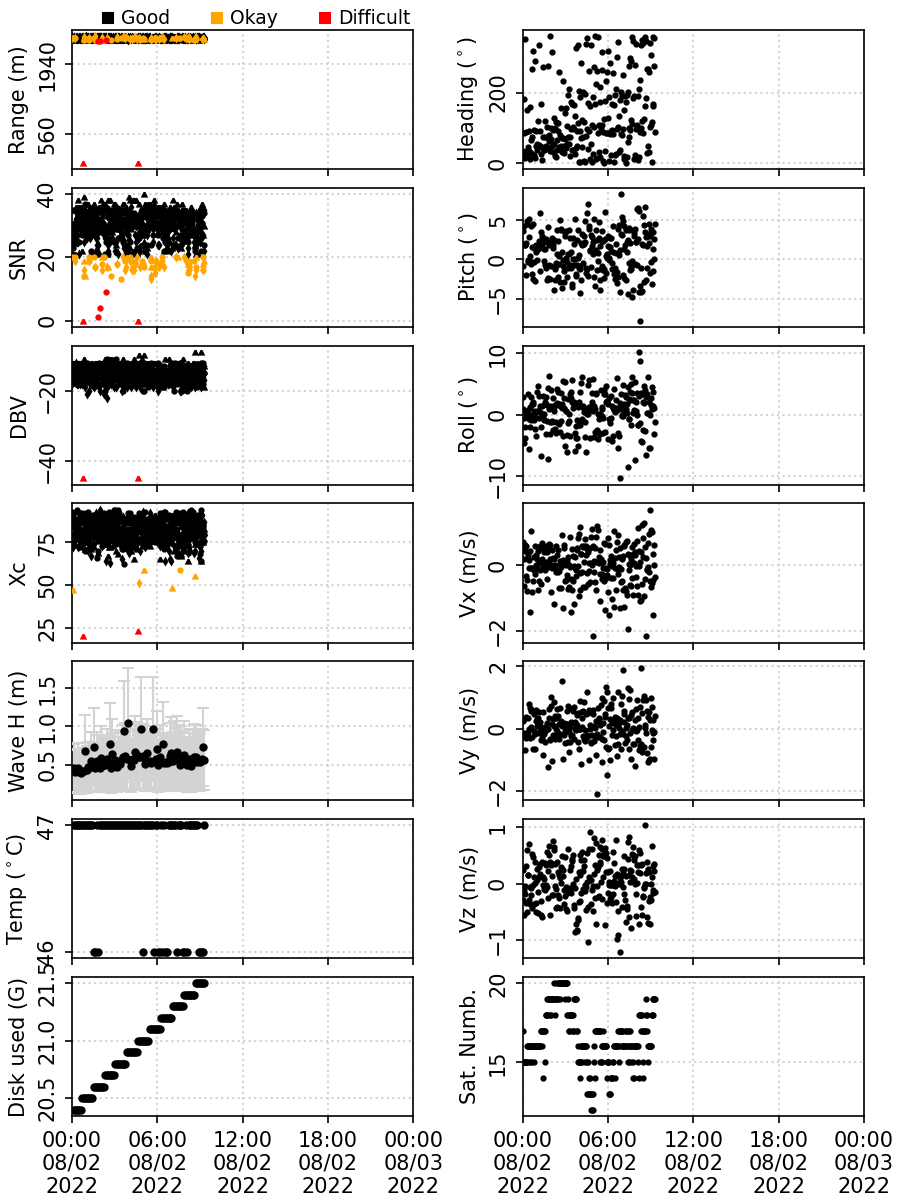 Good Okay Difficult
Range (m)
1940
560
Heading (°)
200
0
SNR
40
20
0
Pitch (°)
5
0
−5
DBV
−20
−40
Roll (°)
10
0
−10
Xc
75
50
25
Vx (m/s)
0
−2
Wave H (m)
1.5
1.0
0.5
Vy (m/s)
2
0
−2
Temp (°C)
47
46
Vz (m/s)
1
0
−1
Disk used (G)
21.5
21.0
20.5
Sat. Numb.
20
15
00:00 06:00 12:00 18:00 00:00 00:00 06:00 12:00 18:00 00:00
08/02 08/02 08/02 08/02 08/03 08/02 08/02 08/02 08/02 08/03
2022 2022 2022 2022 2022 2022 2022 2022 2022 2022